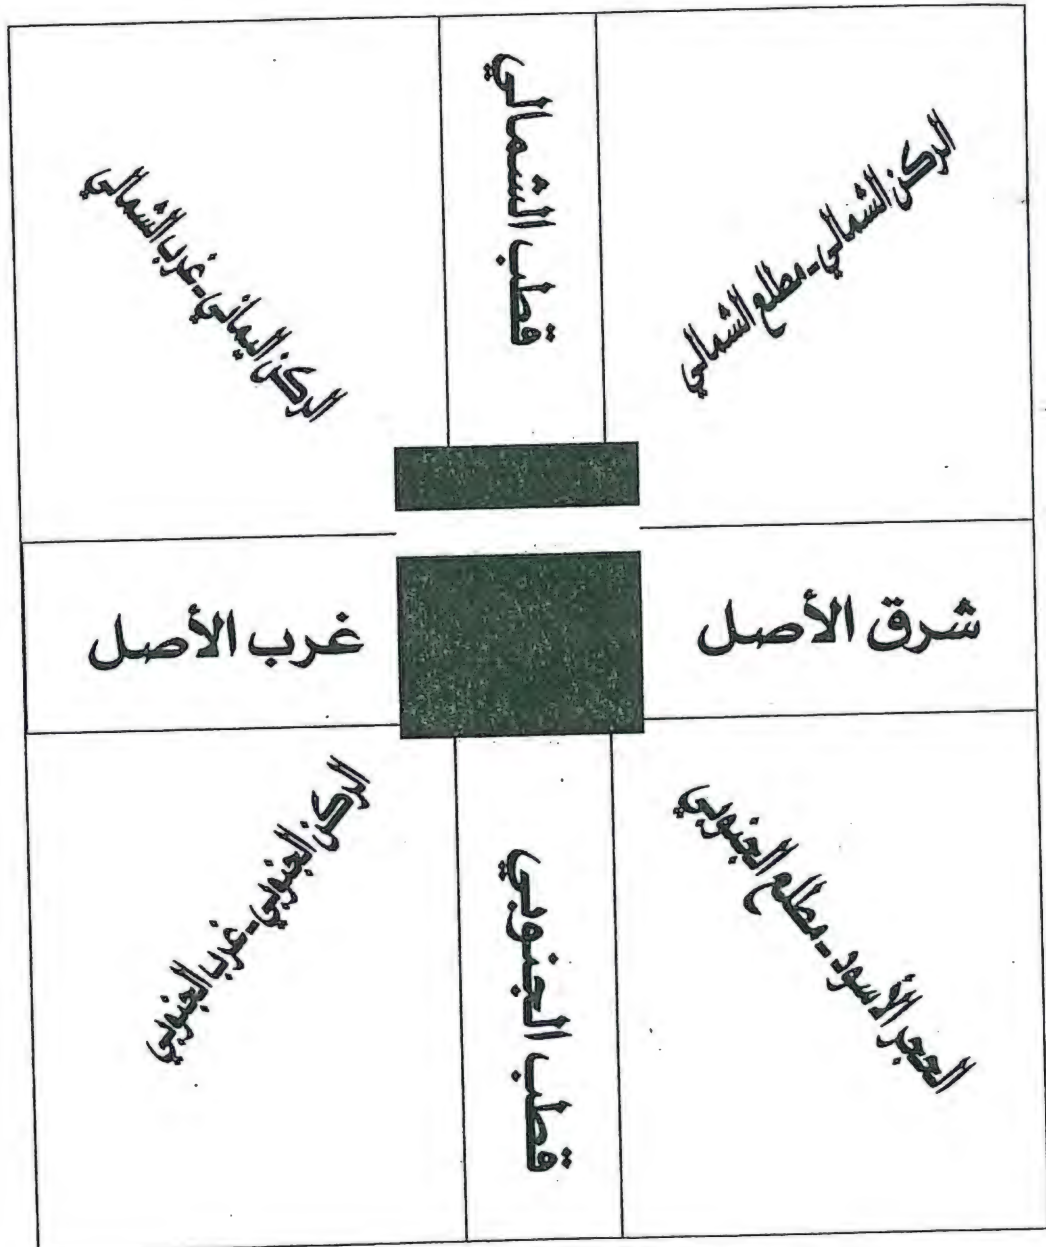 الركن الشمالي - مطلع الشمالي
قطب الشمالي
الركن اليماني - غرب الشمالي
شرق الأصل
غرب الأصل
الحجر الأسود - مطلع الجنوبي
قطب الجنوبي
الركن الجنوبي - غرب الجنوبي